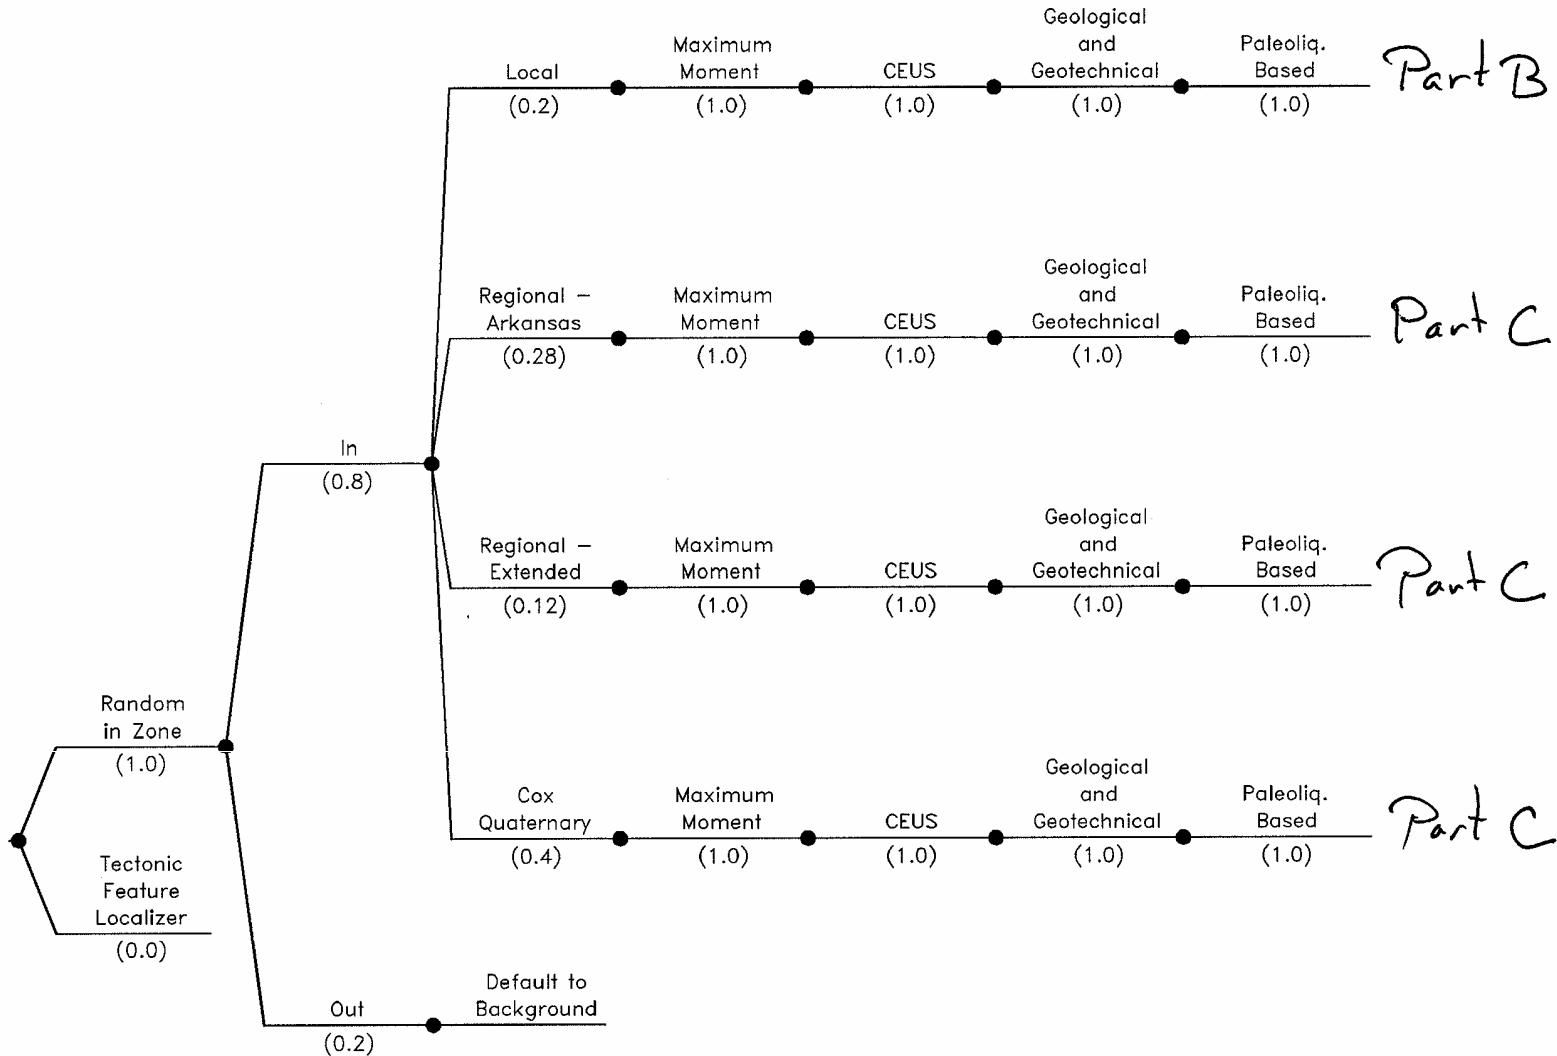 Local
(0.2)
Maximum
Moment
(1.0)
CEUS
(1.0)
Geological
and
Geotechnical
(1.0)
Paleoliq.
Based
(1.0)
Part B
Regional –
Arkansas
(0.28)
Maximum
Moment
(1.0)
CEUS
(1.0)
Geological
and
Geotechnical
(1.0)
Paleoliq.
Based
(1.0)
Part C
In
(0.8)
Regional –
Extended
(0.12)
Maximum
Moment
(1.0)
CEUS
(1.0)
Geological
and
Geotechnical
(1.0)
Paleoliq.
Based
(1.0)
Part C
Random
in Zone
(1.0)
Cox
Quaternary
(0.4)
Maximum
Moment
(1.0)
CEUS
(1.0)
Geological
and
Geotechnical
(1.0)
Paleoliq.
Based
(1.0)
Part C
Tectonic
Feature
Localizer
(0.0)
Out
(0.2)
Default to
Background